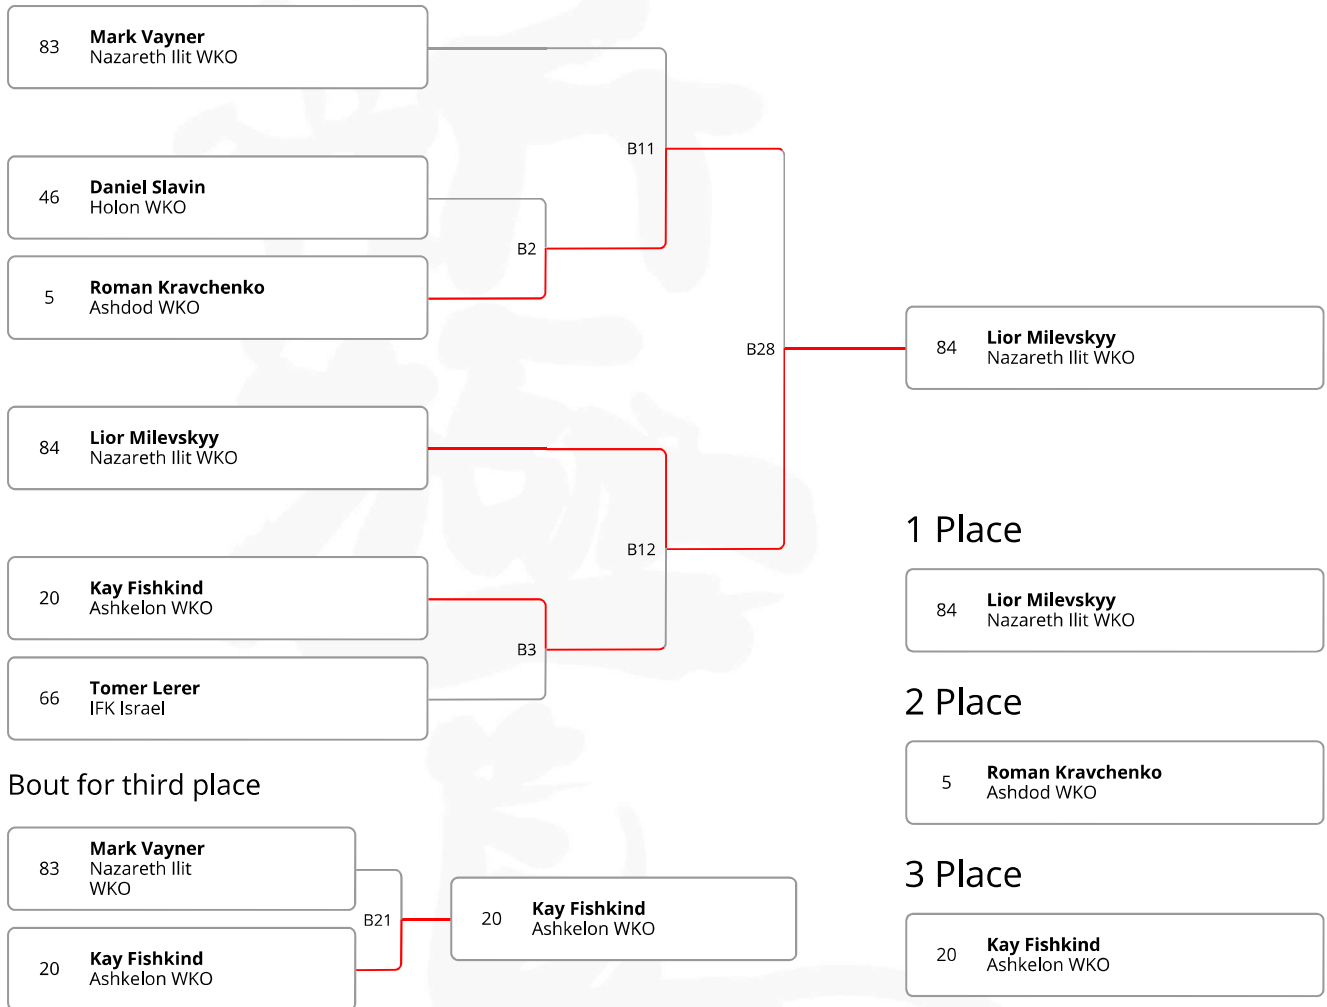 83
Mark Vayner
Nazareth Ilit WKO
B11
46
Daniel Slavin
Holon WKO
B2
5
Roman Kravchenko
Ashdod WKO
B28
84
Lior Milevskyy
Nazareth Ilit WKO
84
Lior Milevskyy
Nazareth Ilit WKO
B12
20
Kay Fishkind
Ashkelon WKO
B3
66
Tomer Lerer
IFK Israel
Bout for third place
83
Mark Vayner
Nazareth Ilit
WKO
B21
20
Kay Fishkind
Ashkelon WKO
20
Kay Fishkind
Ashkelon WKO
1 Place
84
Lior Milevskyy
Nazareth Ilit WKO
2 Place
5
Roman Kravchenko
Ashdod WKO
3 Place
20
Kay Fishkind
Ashkelon WKO